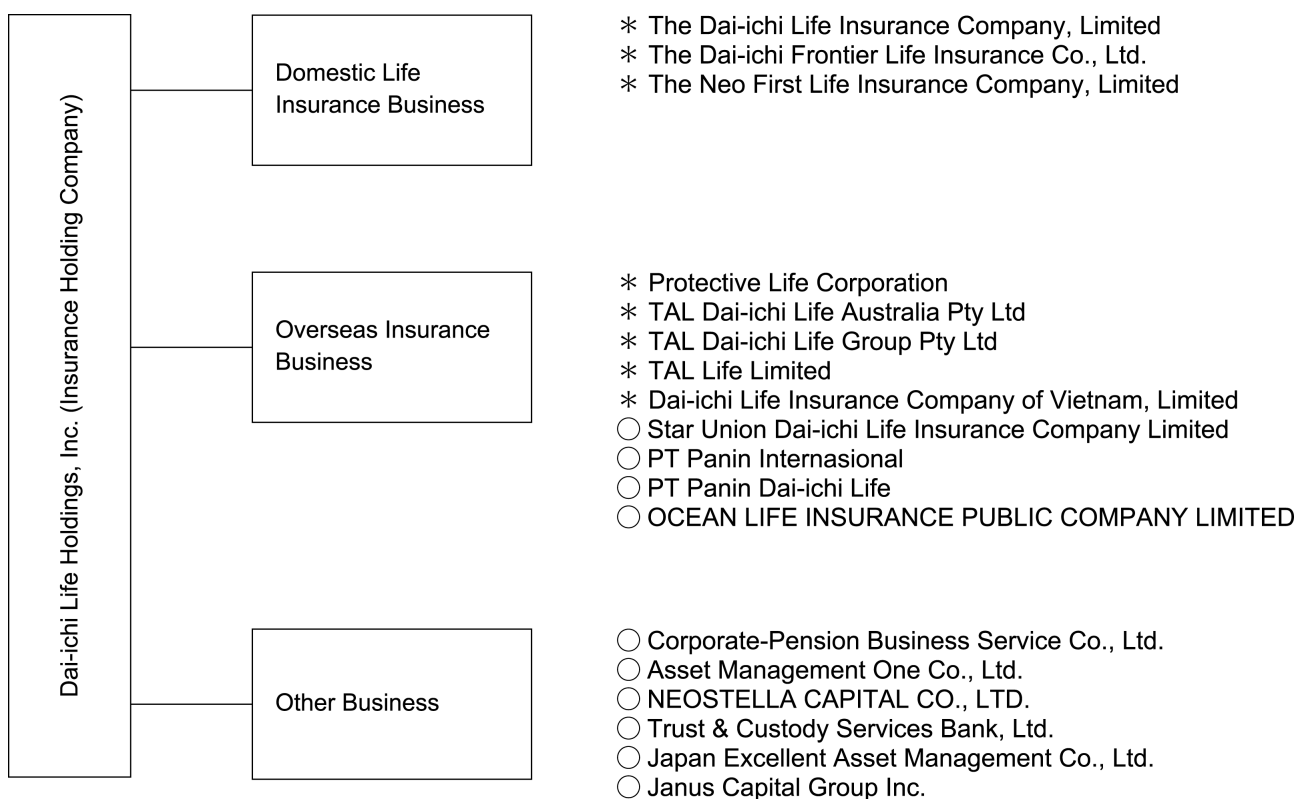 Dai-ichi Life Holdings, Inc. (Insurance Holding Company)
Domestic Life
Insurance Business
＊ The Dai-ichi Life Insurance Company, Limited
＊ The Dai-ichi Frontier Life Insurance Co., Ltd.
＊ The Neo First Life Insurance Company, Limited
Overseas Insurance
Business
＊ Protective Life Corporation
＊ TAL Dai-ichi Life Australia Pty Ltd
＊ TAL Dai-ichi Life Group Pty Ltd
＊ TAL Life Limited
＊ Dai-ichi Life Insurance Company of Vietnam, Limited
○ Star Union Dai-ichi Life Insurance Company Limited
○ PT Panin Internasional
○ PT Panin Dai-ichi Life
○ OCEAN LIFE INSURANCE PUBLIC COMPANY LIMITED
Other Business
○ Corporate-Pension Business Service Co., Ltd.
○ Asset Management One Co., Ltd.
○ NEOSTELLA CAPITAL CO., LTD.
○ Trust & Custody Services Bank, Ltd.
○ Japan Excellent Asset Management Co., Ltd.
○ Janus Capital Group Inc.